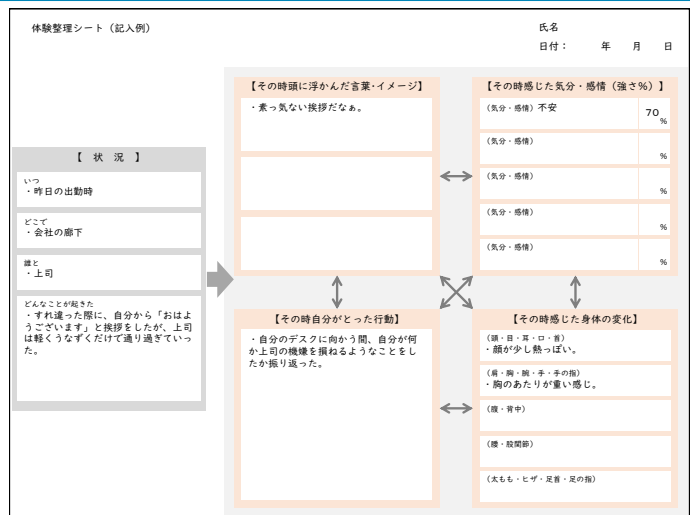 体験整理シート（記入例）
氏名
日付： 年 月 日
【 状 況 】
いつ
・昨日の出勤時
どこで
・会社の廊下
誰と
・上司
どんなことが起きた
・すれ違った際に、自分から「おはよ
うございます」と挨拶をしたが、上司
は軽くうなずくだけで通り過ぎていっ
た。
【その時頭に浮かんだ言葉･イメージ】
・素っ気ない挨拶だなぁ。
【その時感じた気分・感情（強さ%）】
（気分・感情）不安 70 %
（気分・感情） %
（気分・感情） %
（気分・感情） %
（気分・感情） %
【その時自分がとった行動】
・自分のデスクに向かう間、自分が何
か上司の機嫌を損ねるようなことをし
たか振り返った。
【その時感じた身体の変化】
（頭・目・耳・口・首）
・顔が少し熱っぽい。
（肩・胸・腕・手・手の指）
・胸のあたりが重い感じ。
（腹・背中）
（腰・股関節）
（太もも・ヒザ・足首・足の指）